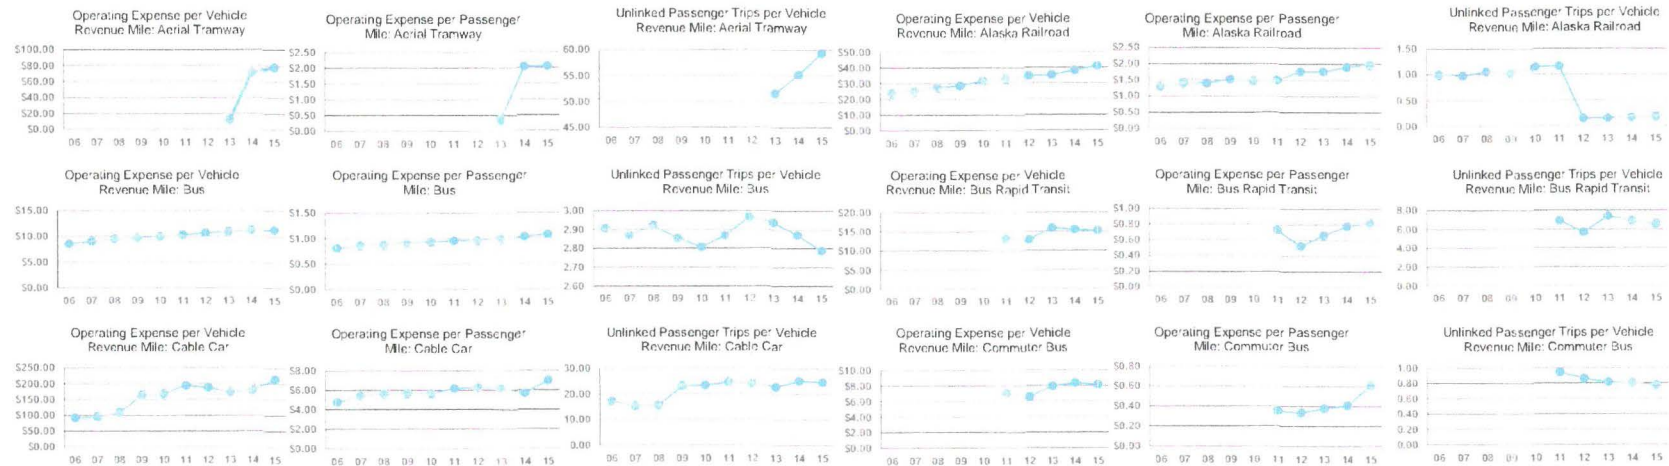 Operating Expense per Vehicle
Revenue Mile: Aerial Tramway
$100.00
$80.00
$60.00
$40.00
$20.00
$0.00
06 07 08 09 10 11 12 13 14 15
Operating Expense per Passenger
Mile: Aerial Tramway
$2.50
$2.00
$1.50
$1.00
$0.50
$0.00
06 07 08 09 10 11 12 13 14 15
Unlinked Passenger Trips per Vehicle
Revenue Mile: Aerial Tramway
60.00
55.00
50.00
45.00
06 07 08 09 10 11 12 13 14 15
Operating Expense per Vehicle
Revenue Mile: Alaska Railroad
$50.00
$40.00
$30.00
$20.00
$10.00
$0.00
06 07 08 09 10 11 12 13 14 15
Operating Expense per Passenger
Mile: Alaska Railroad
$2.50
$2.00
$1.50
$1.00
$0.50
$0.00
06 07 08 09 10 11 12 13 14 15
Unlinked Passenger Trips per Vehicle
Revenue Mile: Alaska Railroad
1.50
1.00
0.50
0.00
06 07 08 09 10 11 12 13 14 15
Operating Expense per Vehicle
Revenue Mile: Bus
$15.00
$10.00
$5.00
$0.00
06 07 08 09 10 11 12 13 14 15
Operating Expense per Passenger
Mile: Bus
$1.50
$1.00
$0.50
$0.00
06 07 08 09 10 11 12 13 14 15
Unlinked Passenger Trips per Vehicle
Revenue Mile: Bus
3.00
2.90
2.80
2.70
2.60
06 07 08 09 10 11 12 13 14 15
Operating Expense per Vehicle
Revenue Mile: Bus Rapid Transit
$20.00
$15.00
$10.00
$5.00
$0.00
06 07 08 09 10 11 12 13 14 15
Operating Expense per Passenger
Mile: Bus Rapid Transit
$1.00
$0.80
$0.60
$0.40
$0.20
$0.00
06 07 08 09 10 11 12 13 14 15
Unlinked Passenger Trips per Vehicle
Revenue Mile: Bus Rapid Transit
8.00
6.00
4.00
2.00
0.00
06 07 08 09 10 11 12 13 14 15
Operating Expense per Vehicle
Revenue Mile: Cable Car
$250.00
$200.00
$150.00
$100.00
$50.00
$0.00
06 07 08 09 10 11 12 13 14 15
Operating Expense per Passenger
Mile: Cable Car
$8.00
$6.00
$4.00
$2.00
$0.00
06 07 08 09 10 11 12 13 14 15
Unlinked Passenger Trips per Vehicle
Revenue Mile: Cable Car
30.00
20.00
10.00
0.00
06 07 08 09 10 11 12 13 14 15
Operating Expense per Vehicle
Revenue Mile: Commuter Bus
$10.00
$8.00
$6.00
$4.00
$2.00
$0.00
06 07 08 09 10 11 12 13 14 15
Operating Expense per Passenger
Mile: Commuter Bus
$0.80
$0.60
$0.40
$0.20
$0.00
06 07 08 09 10 11 12 13 14 15
Unlinked Passenger Trips per Vehicle
Revenue Mile: Commuter Bus
1.00
0.80
0.60
0.40
0.20
0.00
06 07 08 09 10 11 12 13 14 15